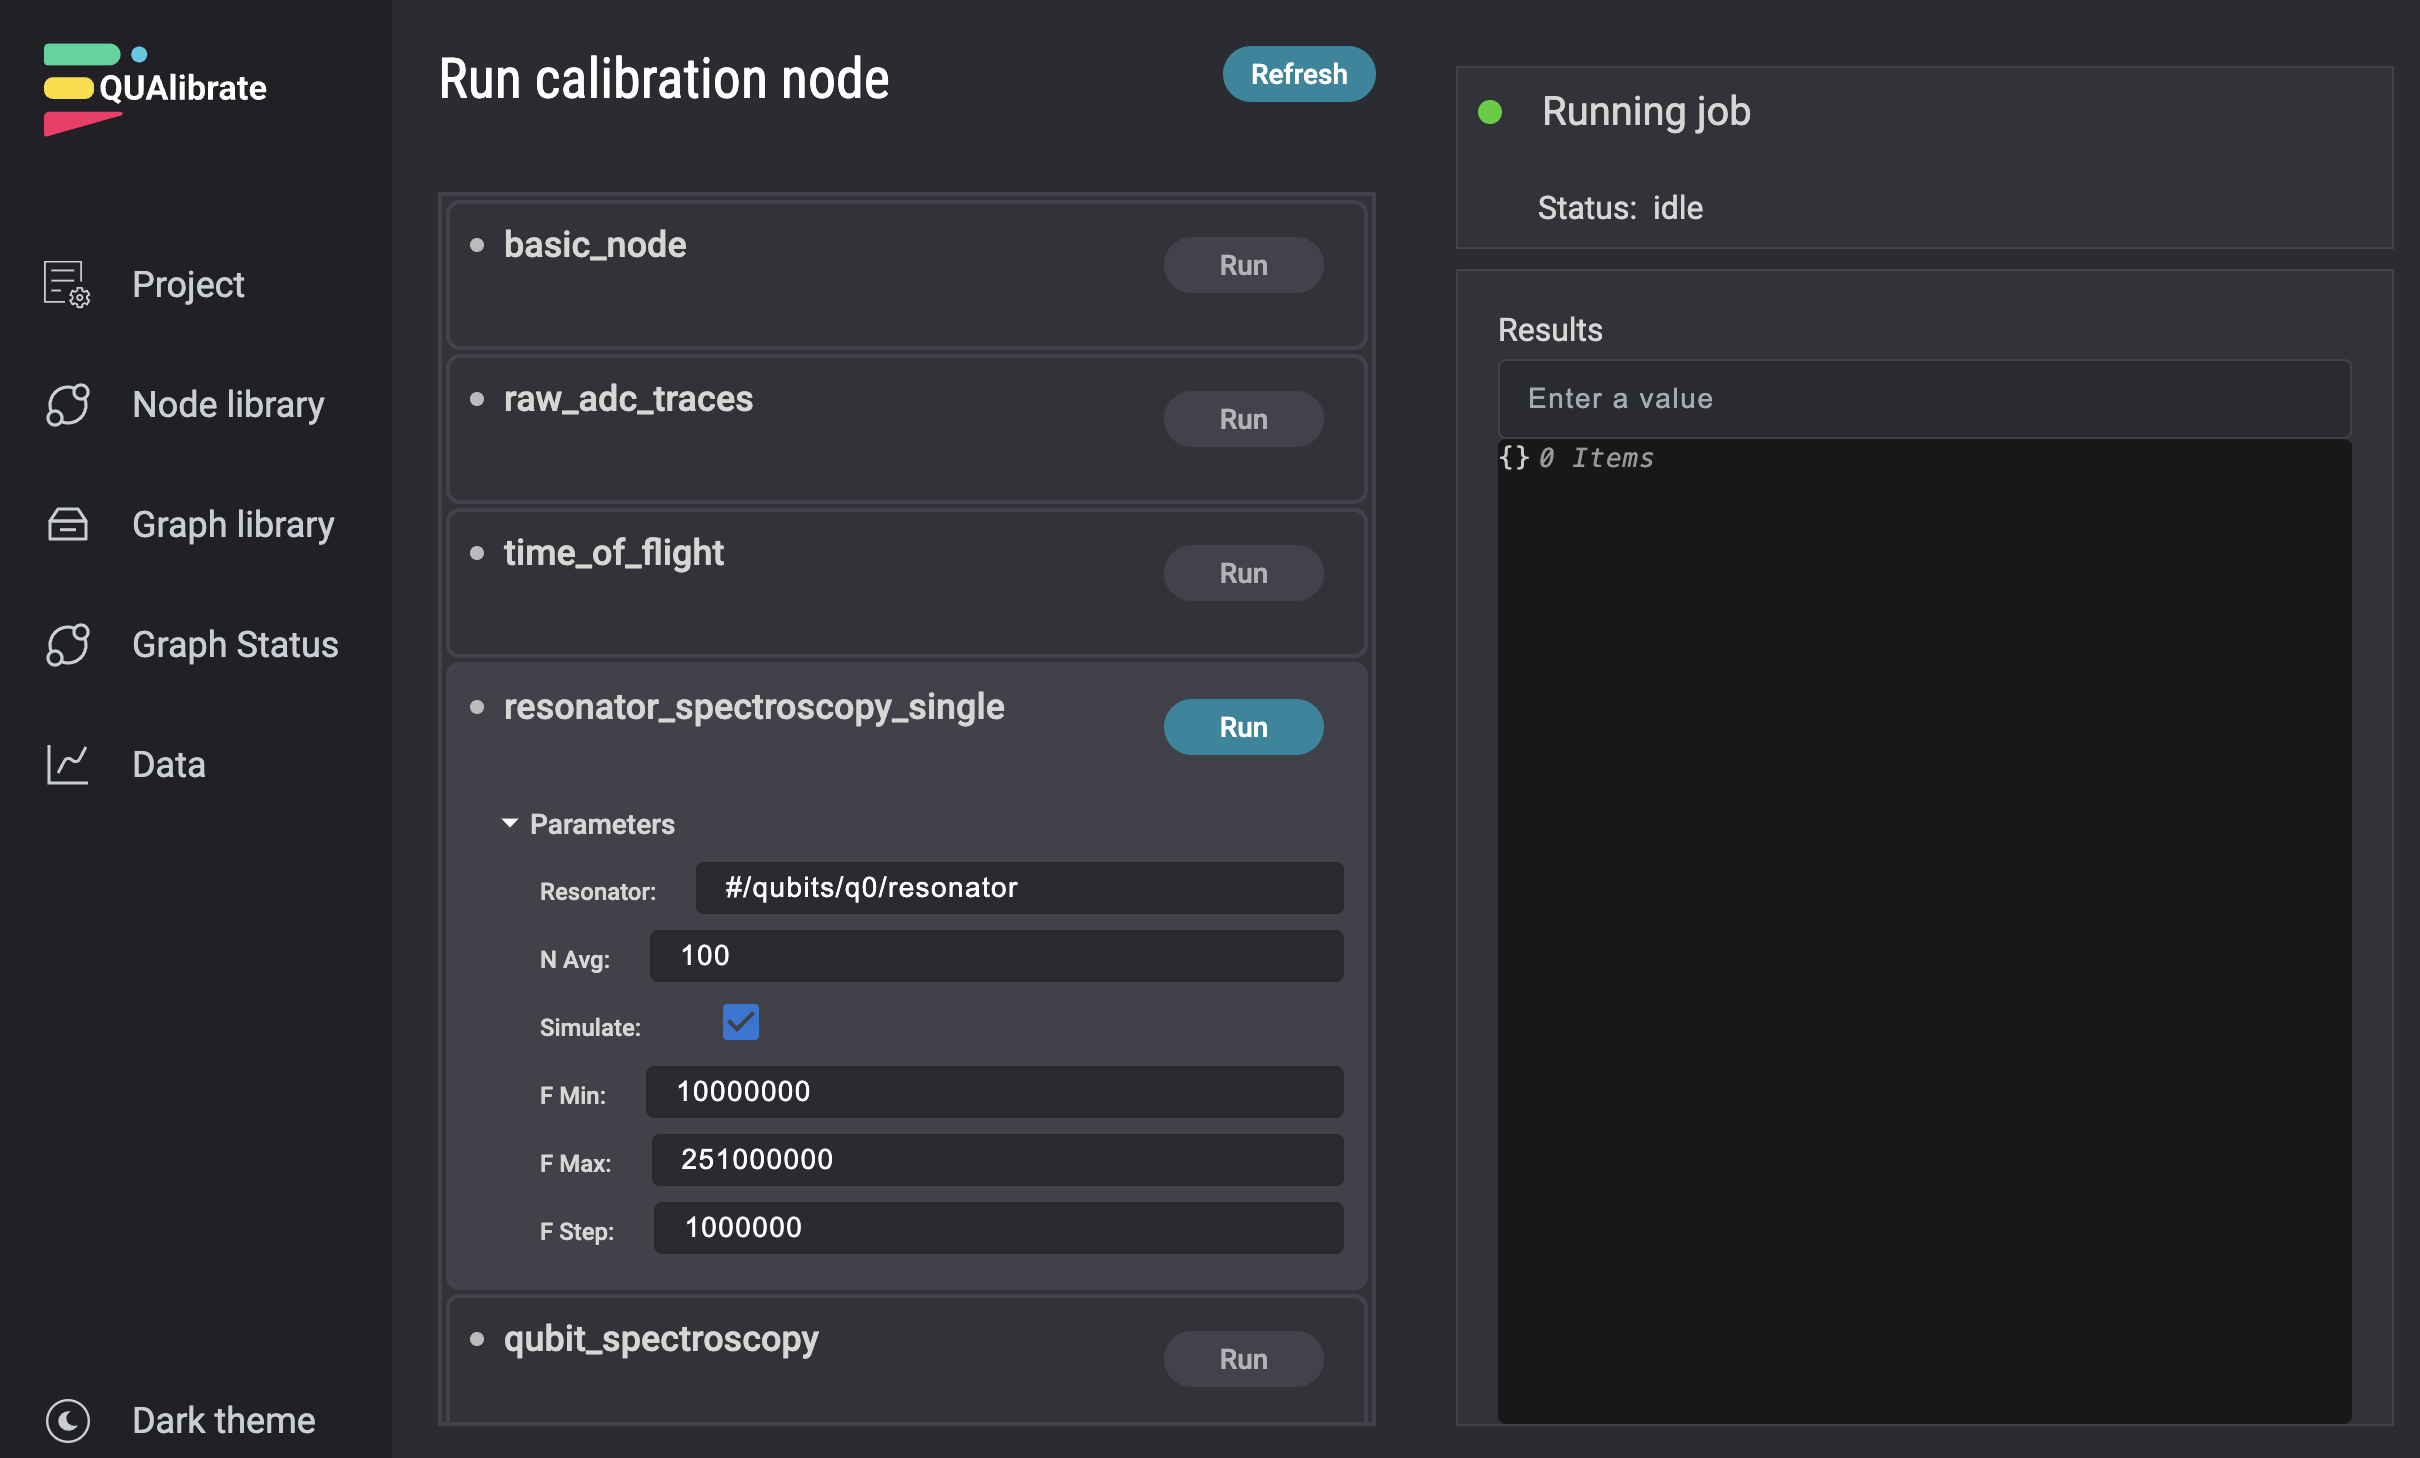 QUAlibrate
Project
Node library
Graph library
Graph Status
Data
Dark theme
Run calibration node
Refresh
basic_node
Run
raw_adc_traces
Run
time_of_flight
Run
resonator_spectroscopy_single
Run
Parameters
Resonator: #/qubits/q0/resonator
N Avg: 100
Simulate:
F Min: 10000000
F Max: 251000000
F Step: 1000000
qubit_spectroscopy
Run
Running job
Status: idle
Results
Enter a value
{} 0 Items